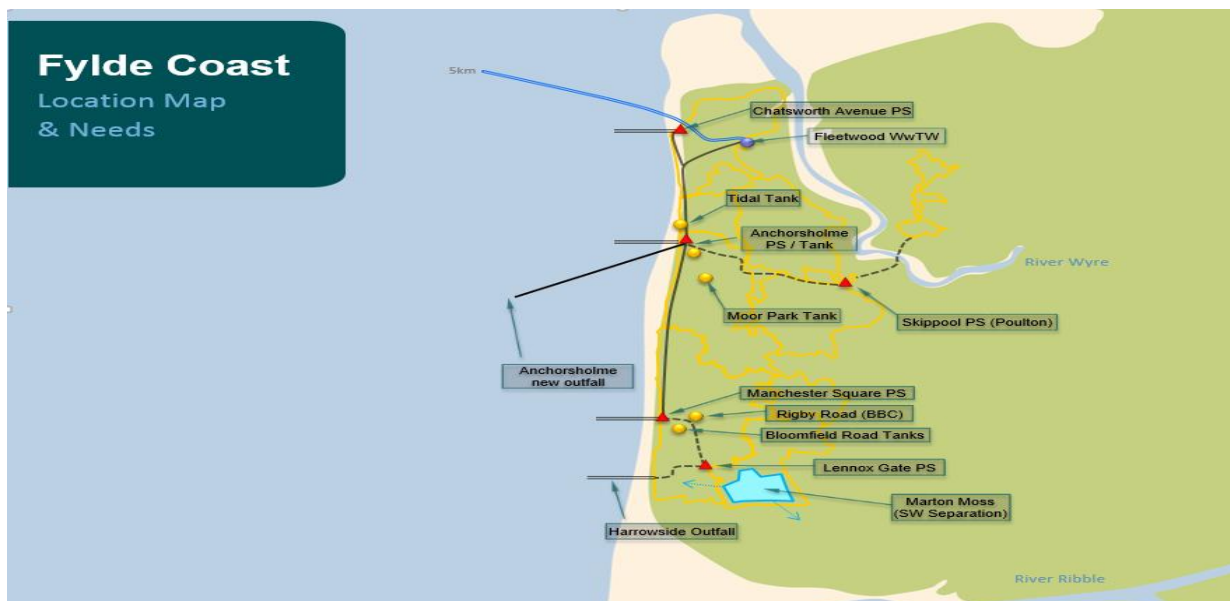 Fylde Coast
Location Map
& Needs
5km
Chatsworth Avenue PS
Fleetwood WwTW
Tidal Tank
Anchorsholme
PS / Tank
River Wyre
Moor Park Tank
Skippool PS (Poulton)
Anchorsholme
new outfall
Manchester Square PS
Rigby Road (BBC)
Bloomfield Road Tanks
Lennox Gate PS
Marton Moss
(SW Separation)
Harrowside Outfall
River Ribble